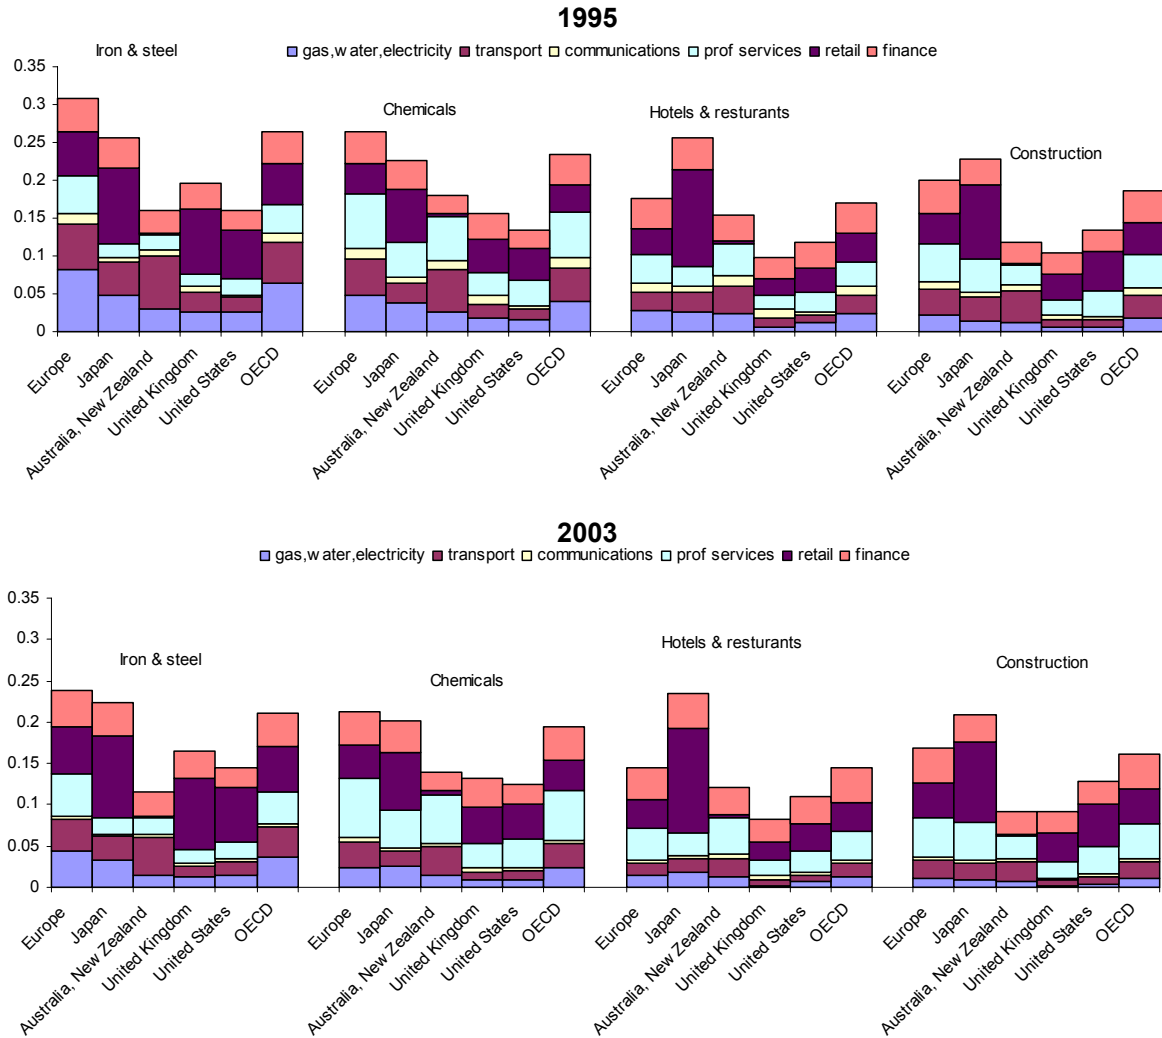 1995
Iron & steel
gas,water,electricity transport communications prof services retail finance
0.35
0.3
0.25
0.2
0.15
0.1
0.05
0
Chemicals
Hotels & resturants
Construction
Europe
Japan
Australia, New Zealand
United Kingdom
United States
OECD
Europe
Japan
Australia, New Zealand
United Kingdom
United States
OECD
Europe
Japan
Australia, New Zealand
United Kingdom
United States
OECD
Europe
Japan
Australia, New Zealand
United Kingdom
United States
OECD
2003
gas,water,electricity transport communications prof services retail finance
0.35
0.3
0.25
0.2
0.15
0.1
0.05
0
Iron & steel
Chemicals
Hotels & resturants
Construction
Europe
Japan
Australia, New Zealand
United Kingdom
United States
OECD
Europe
Japan
Australia, New Zealand
United Kingdom
United States
OECD
Europe
Japan
Australia, New Zealand
United Kingdom
United States
OECD
Europe
Japan
Australia, New Zealand
United Kingdom
United States
OECD